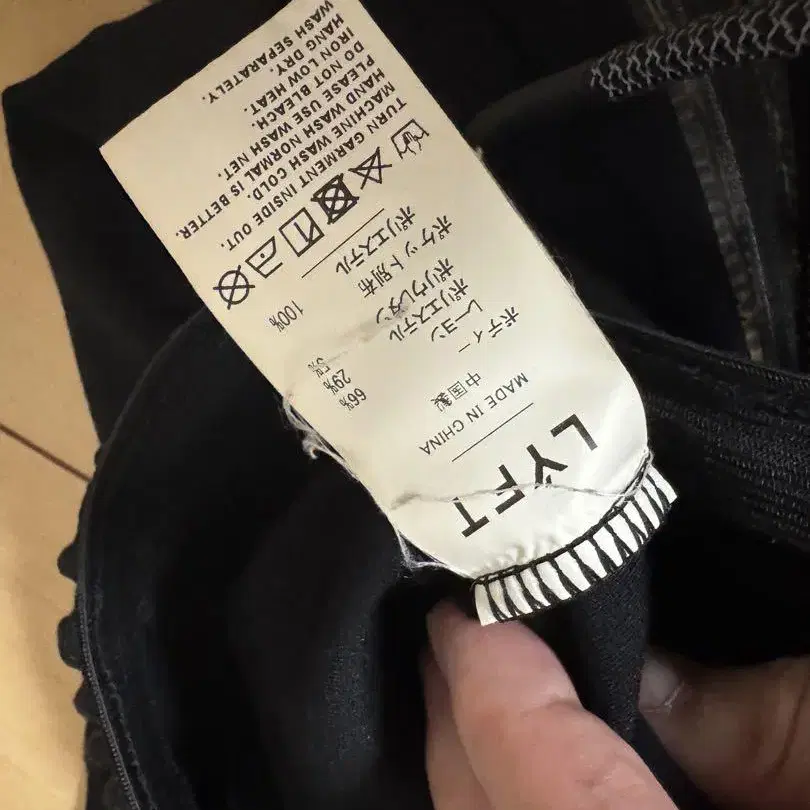 LYFT
MADE IN CHINA
中国製
ボディー
レーヨン 66%
ポリエステル 29%
ポリウレタン 5%
ポケット別布
ポリエステル 100%
TURN GARMENT INSIDE OUT.
MACHINE WASH COLD.
HAND WASH NORMAL IS BETTER.
PLEASE USE WASH NET.
DO NOT BLEACH.
IRON LOW HEAT.
HANG DRY.
WASH SEPARATELY.